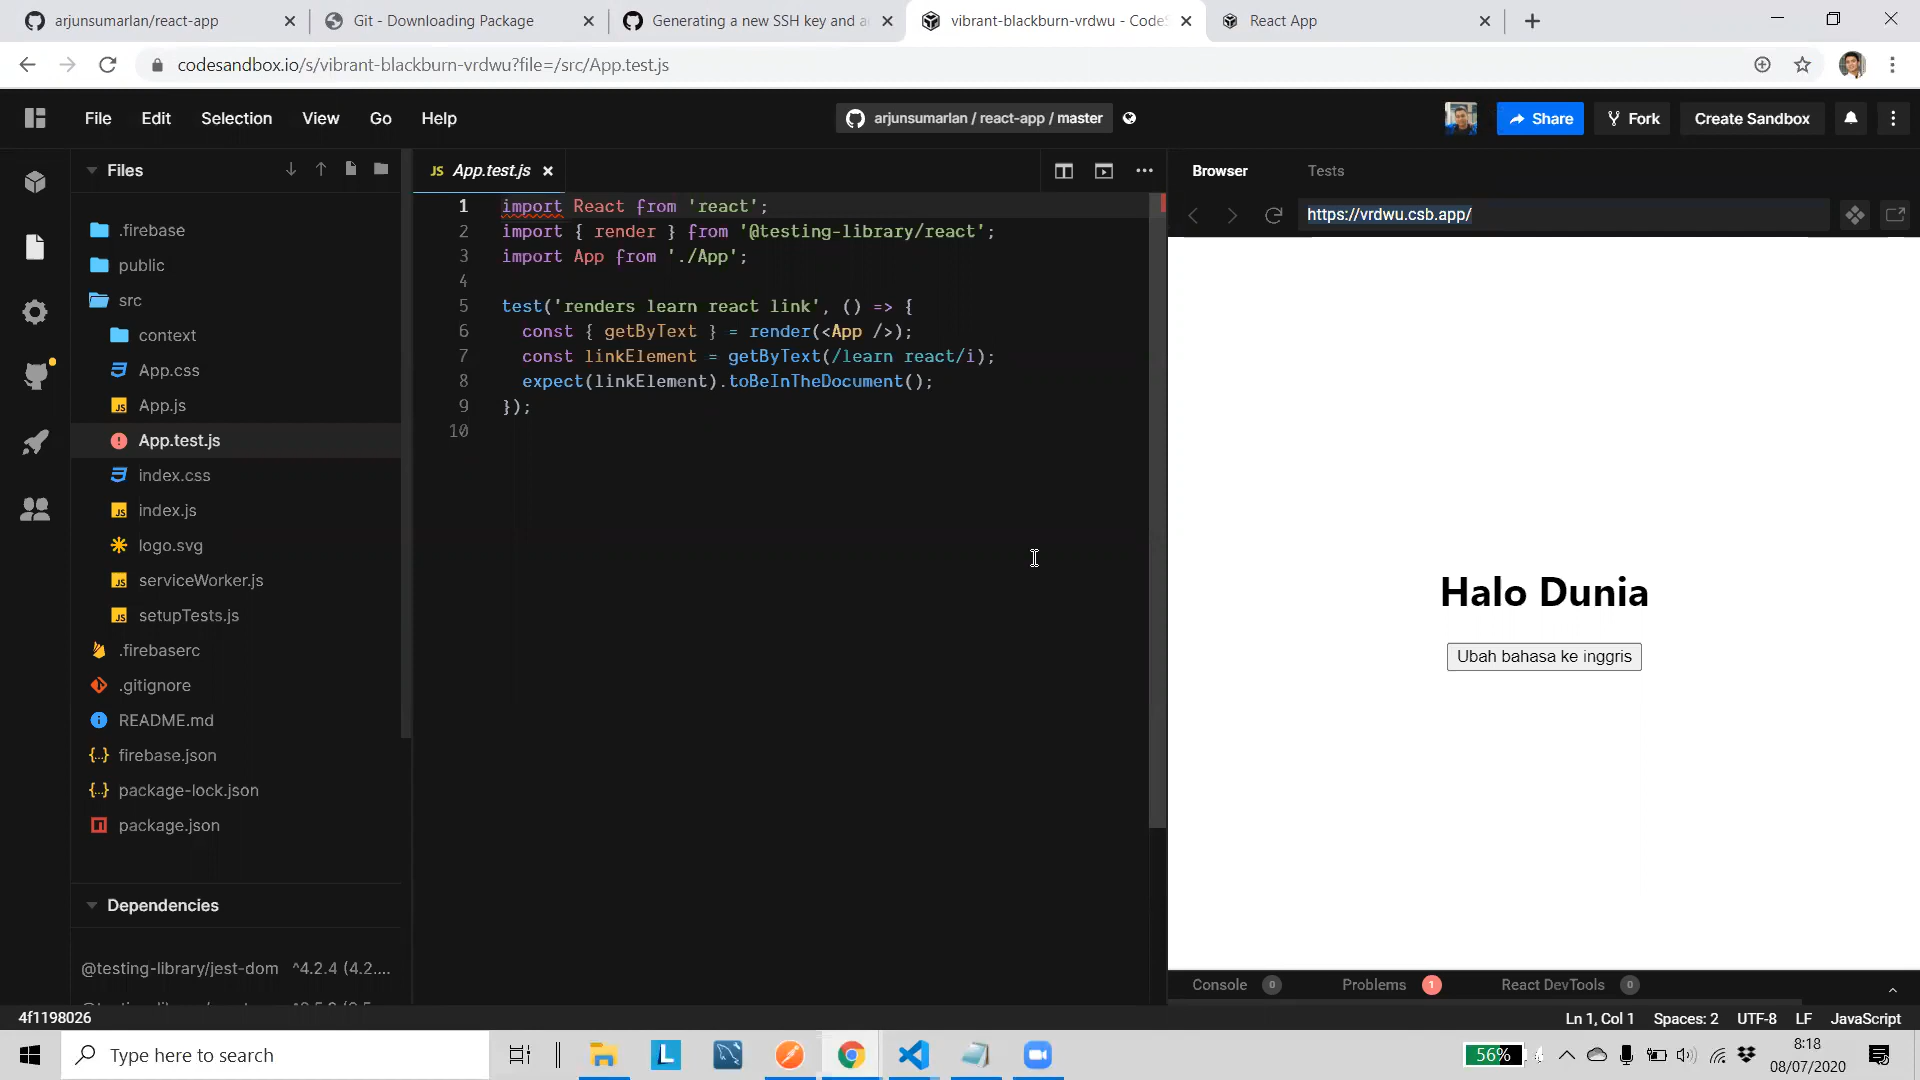 arjunsumarlan/react-app
Git - Downloading Package
Generating a new SSH key and a
vibrant-blackburn-vrdwu - CodeS
React App
codesandbox.io/s/vibrant-blackburn-vrdwu?file=/src/App.test.js
File Edit Selection View Go Help
arjunsumarlan / react-app / master
Share
Fork
Create Sandbox
Files
.firebase
public
src
context
App.css
App.js
App.test.js
index.css
index.js
logo.svg
serviceWorker.js
setupTests.js
.firebaserc
.gitignore
README.md
firebase.json
package-lock.json
package.json
Dependencies
@testing-library/jest-dom ^4.2.4 (4.2....
4f1198026
JS App.test.js
1 import React from 'react';
2 import { render } from '@testing-library/react';
3 import App from './App';
4
5 test('renders learn react link', () => {
6 const { getByText } = render(<App />);
7 const linkElement = getByText(/learn react/i);
8 expect(linkElement).toBeInTheDocument();
9 });
10
Browser Tests
https://vrdwu.csb.app/
Halo Dunia
Ubah bahasa ke inggris
Console 0 Problems 1 React DevTools 0
Ln 1, Col 1 Spaces: 2 UTF-8 LF JavaScript
Type here to search
56%
8:18
08/07/2020